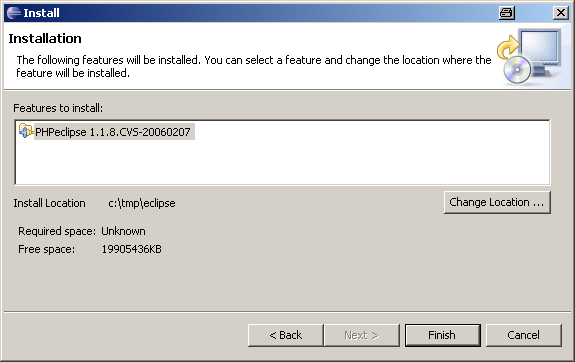 Install
Installation
The following features will be installed. You can select a feature and change the location where the
feature will be installed.
Features to install:
PHPeclipse 1.1.8.CVS-20060207
Install Location c:\tmp\eclipse
Change Location ...
Required space: Unknown
Free space: 19905436KB
< Back Next > Finish Cancel